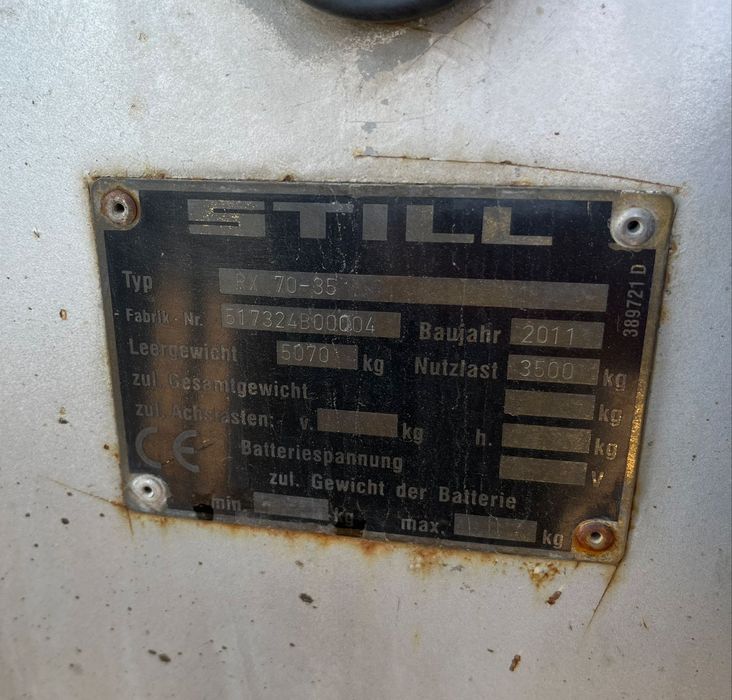 STILL
Typ RX 70-35
Fabrik-Nr. 517324B00004 Baujahr 2011
Leergewicht 5070 kg Nutzlast 3500 kg
zul. Gesamtgewicht kg
zul. Achslasten: v. kg h. kg
CE Batteriespannung V
zul. Gewicht der Batterie
min. kg max. kg
389721 D